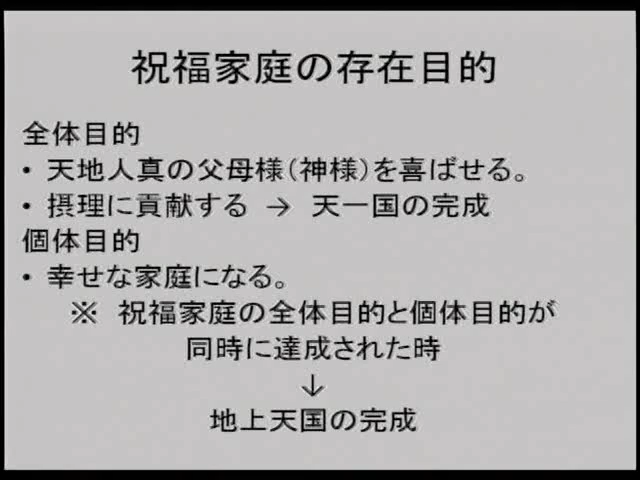 祝福家庭の存在目的
全体目的
• 天地人真の父母様（神様）を喜ばせる。
• 摂理に貢献する → 天一国の完成
個体目的
• 幸せな家庭になる。
※ 祝福家庭の全体目的と個体目的が
同時に達成された時
↓
地上天国の完成